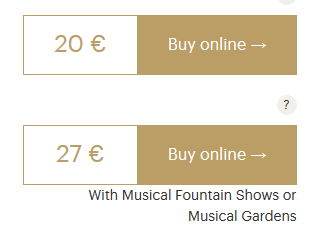 20 € Buy online →
?
27 € Buy online →
With Musical Fountain Shows or
Musical Gardens